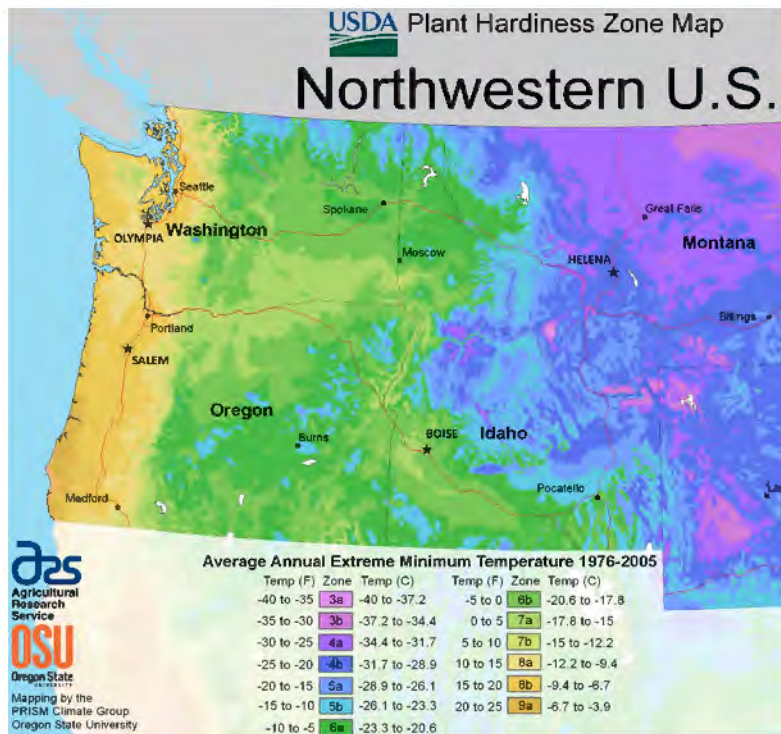 USDA Plant Hardiness Zone Map
Northwestern U.S.
Seattle
OLYMPIA
Washington
Spokane
Moscow
Great Falls
Montana
HELENA
Billings
Portland
SALEM
Oregon
Burns
BOISE
Idaho
Medford
Pocatello
La
Average Annual Extreme Minimum Temperature 1976-2005
Temp (F) Zone Temp (C) Temp (F) Zone Temp (C)
-40 to -35 3a -40 to -37.2 -5 to 0 6b -20.6 to -17.8
-35 to -30 3b -37.2 to -34.4 0 to 5 7a -17.8 to -15
-30 to -25 4a -34.4 to -31.7 5 to 10 7b -15 to -12.2
-25 to -20 4b -31.7 to -28.9 10 to 15 8a -12.2 to -9.4
-20 to -15 5a -28.9 to -26.1 15 to 20 8b -9.4 to -6.7
-15 to -10 5b -26.1 to -23.3 20 to 25 9a -6.7 to -3.9
-10 to -5 6a -23.3 to -20.6
ars
Agricultural
Research
Service
OSU
Oregon State
UNIVERSITY
Mapping by the
PRISM Climate Group
Oregon State University